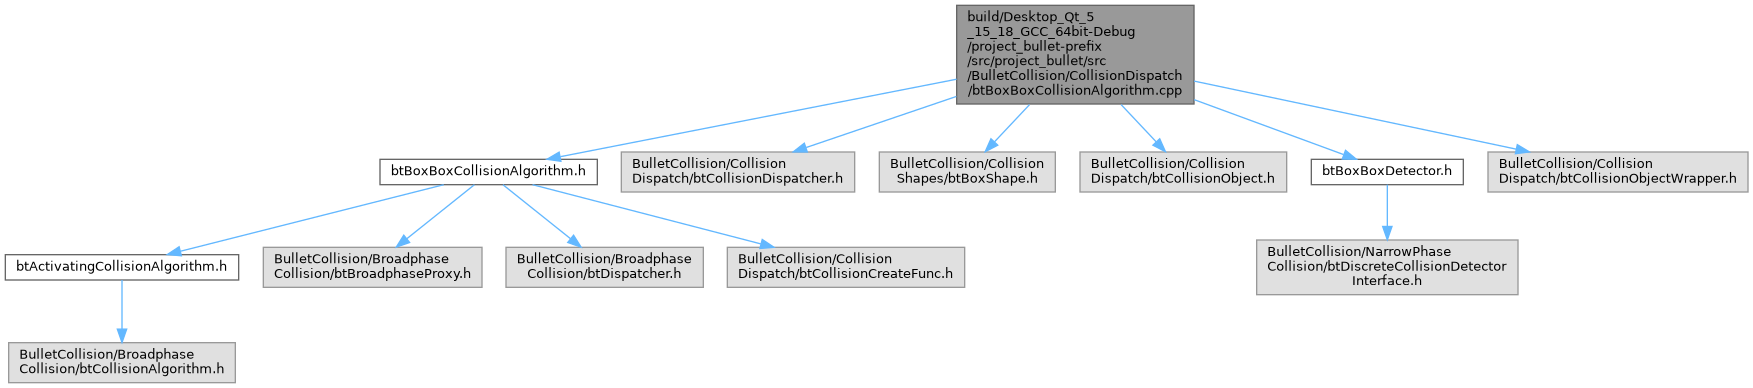 build/Desktop_Qt_5
_15_18_GCC_64bit-Debug
/project_bullet-prefix
/src/project_bullet/src
/BulletCollision/CollisionDispatch
/btBoxBoxCollisionAlgorithm.cpp
btBoxBoxCollisionAlgorithm.h
BulletCollision/Collision
Dispatch/btCollisionDispatcher.h
BulletCollision/Collision
Shapes/btBoxShape.h
BulletCollision/Collision
Dispatch/btCollisionObject.h
btBoxBoxDetector.h
BulletCollision/Collision
Dispatch/btCollisionObjectWrapper.h
btActivatingCollisionAlgorithm.h
BulletCollision/Broadphase
Collision/btBroadphaseProxy.h
BulletCollision/Broadphase
Collision/btDispatcher.h
BulletCollision/Collision
Dispatch/btCollisionCreateFunc.h
BulletCollision/NarrowPhase
Collision/btDiscreteCollisionDetector
Interface.h
BulletCollision/Broadphase
Collision/btCollisionAlgorithm.h